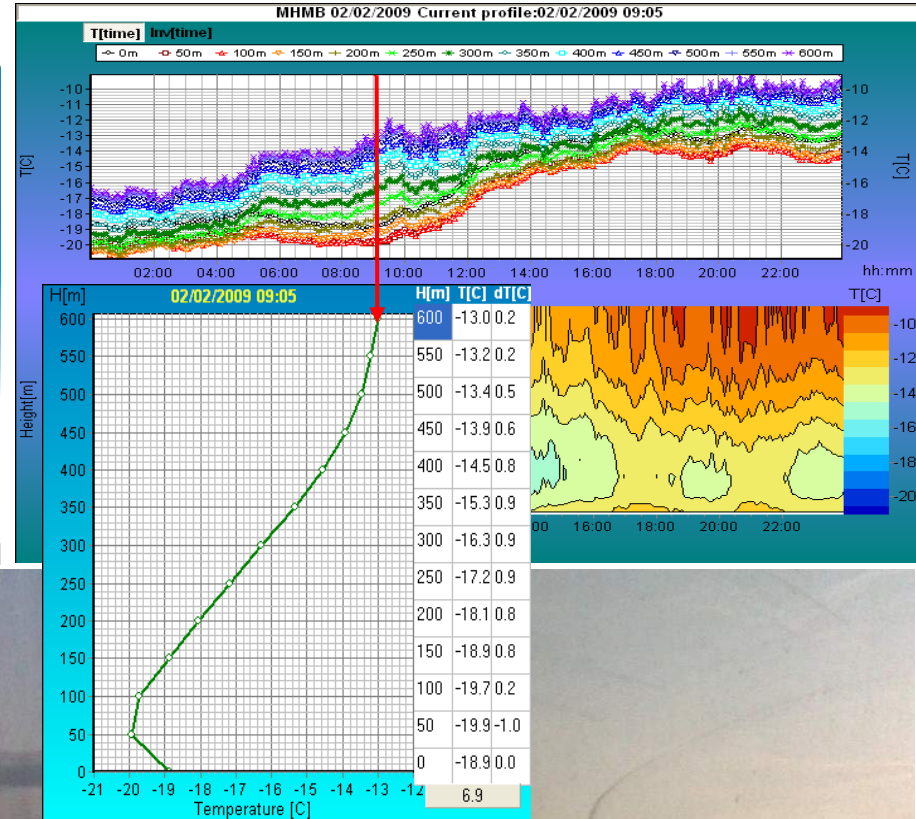 MHMB 02/02/2009 Current profile:02/02/2009 09:05
T[time] Inv[time]
0m 50m 100m 150m 200m 250m 300m 350m 400m 450m 500m 550m 600m
T[C]
-10 -11 -12 -13 -14 -15 -16 -17 -18 -19 -20
-10 -12 -14 -16 -18 -20
T[C]
02:00 04:00 06:00 08:00 10:00 12:00 14:00 16:00 18:00 20:00 22:00 hh:mm
H[m] 02/02/2009 09:05 H[m] T[C] dT[C]
600 -13.0 0.2
550 -13.2 0.2
500 -13.4 0.5
450 -13.9 0.6
400 -14.5 0.8
350 -15.3 0.9
300 -16.3 0.9
250 -17.2 0.9
200 -18.1 0.8
150 -18.9 0.8
100 -19.7 0.2
50 -19.9 -1.0
0 -18.9 0.0
6.9
Height[m]
600
550
500
450
400
350
300
250
200
150
100
50
0
-21 -20 -19 -18 -17 -16 -15 -14 -13
Temperature [C]
T[C]
-10
-12
-14
-16
-18
-20
16:00 18:00 20:00 22:00